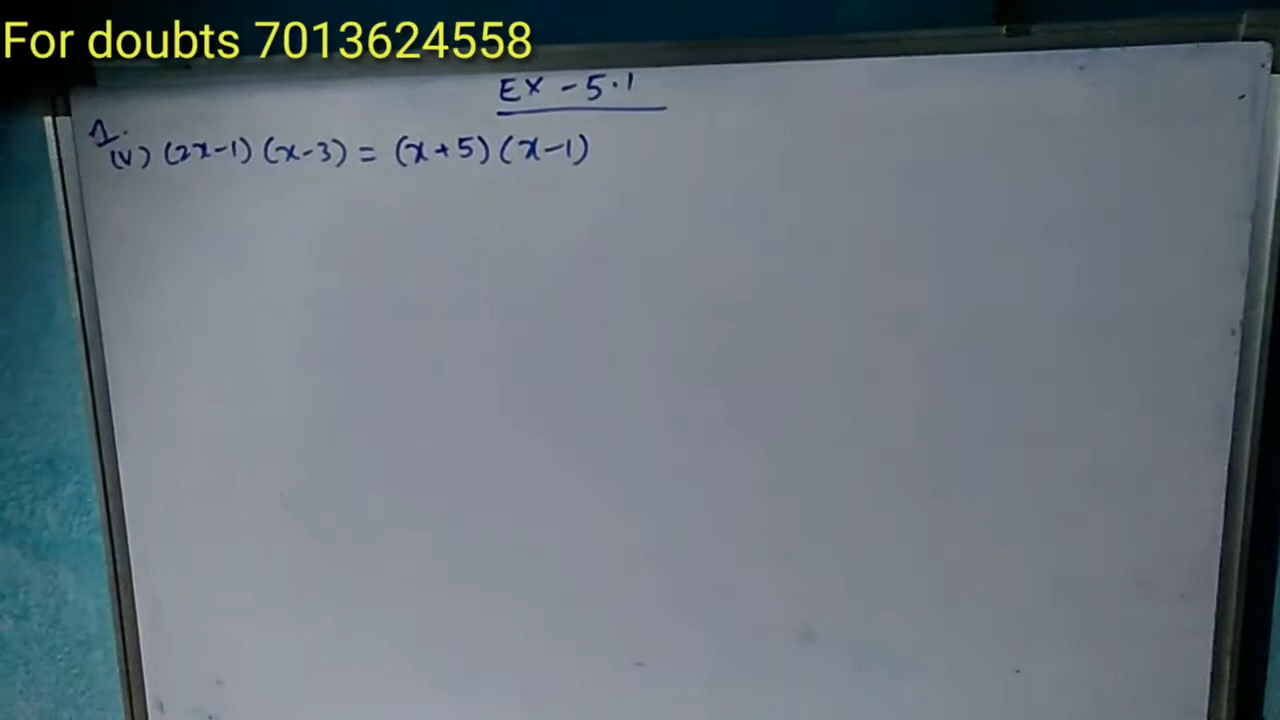 For doubts 7013624558
EX - 5.1
1.
(v) (2x-1) (x-3) = (x+5) (x-1)